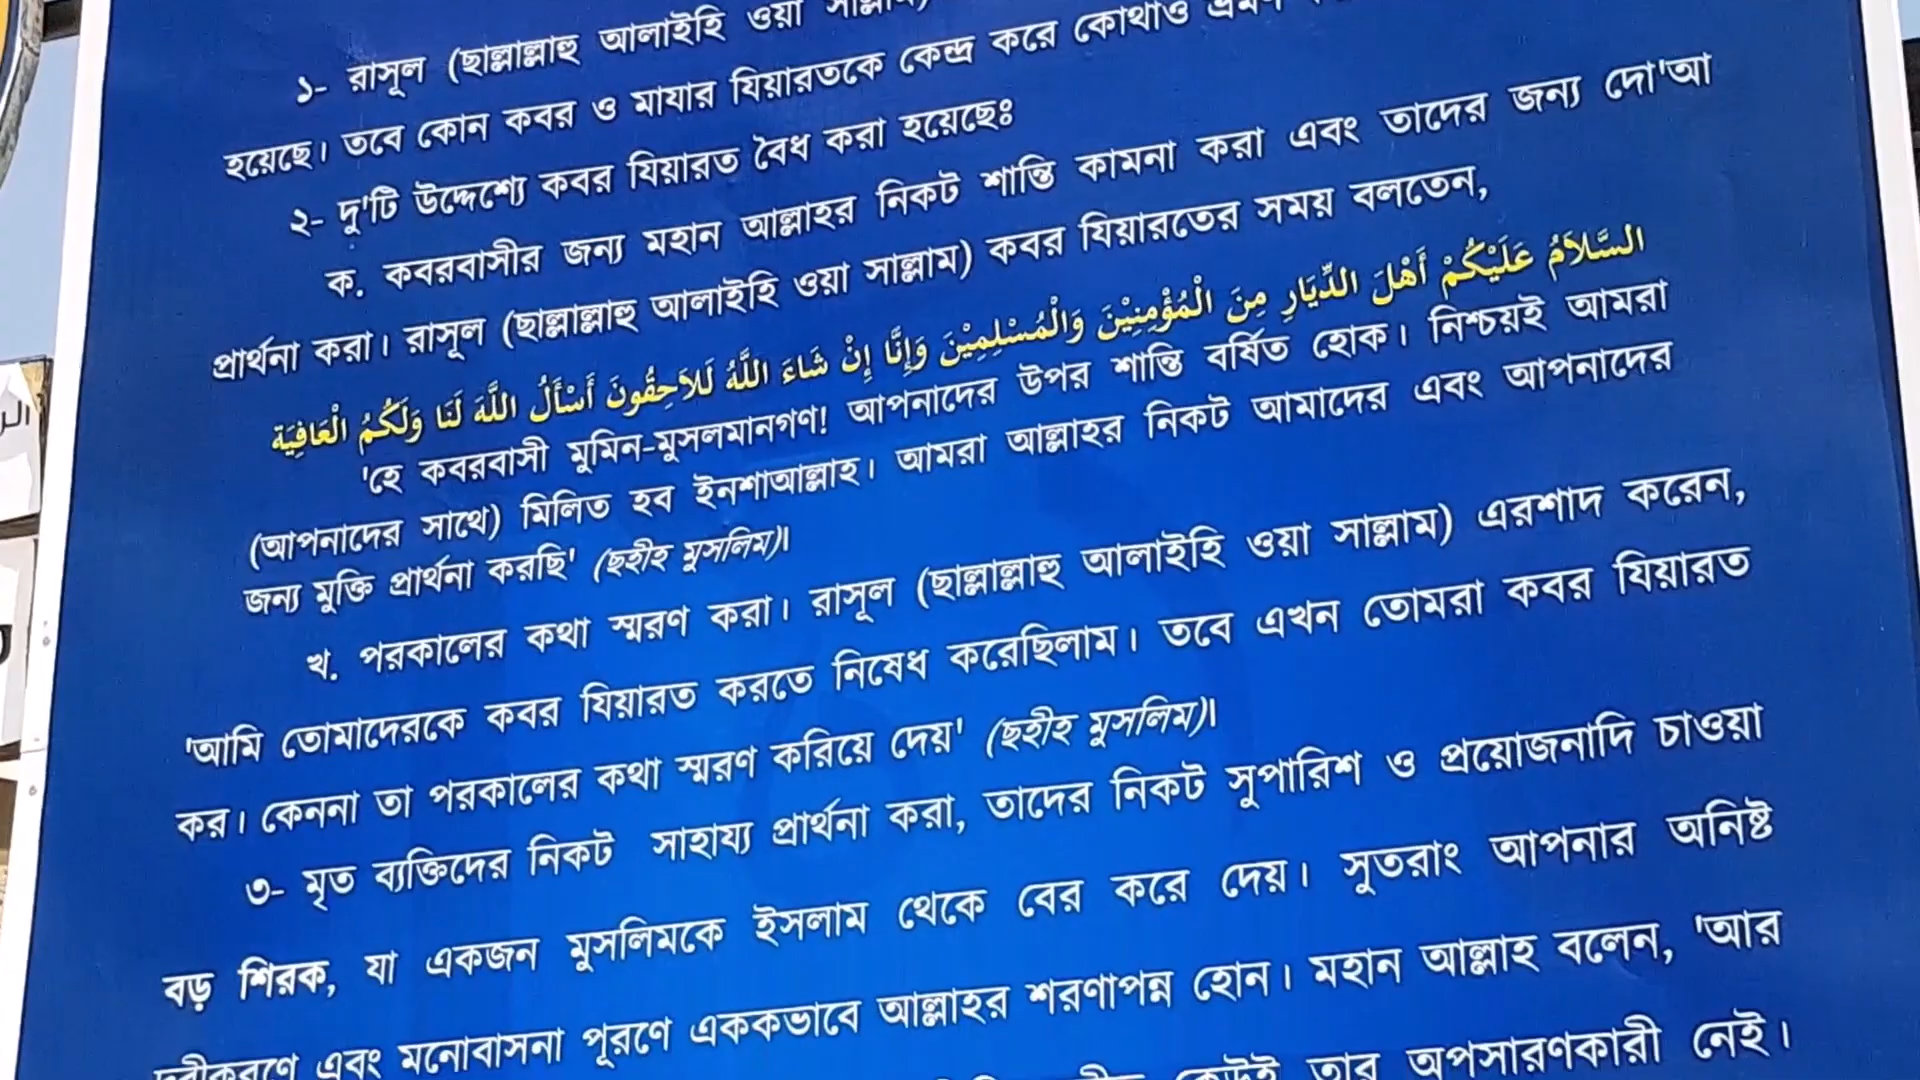 ১- রাসূল (ছাল্লাল্লাহু আলাইহি ওয়া সাল্লাম)
হয়েছে। তবে কোন কবর ও মাযার যিয়ারতকে কেন্দ্র করে কোথাও ভ্রমণ
২- দু'টি উদ্দেশ্যে কবর যিয়ারত বৈধ করা হয়েছেঃ
ক. কবরবাসীর জন্য মহান আল্লাহর নিকট শান্তি কামনা করা এবং তাদের জন্য দো'আ
প্রার্থনা করা। রাসূল (ছাল্লাল্লাহু আলাইহি ওয়া সাল্লাম) কবর যিয়ারতের সময় বলতেন,
السَّلاَمُ عَلَيْكُمْ أَهْلَ الدِّيَارِ مِنَ الْمُؤْمِنِيْنَ وَالْمُسْلِمِيْنَ وَإِنَّا إِنْ شَاءَ اللَّهُ لَلاَحِقُونَ أَسْأَلُ اللَّهَ لَنَا وَلَكُمُ الْعَافِيَة
'হে কবরবাসী মুমিন-মুসলমানগণ! আপনাদের উপর শান্তি বর্ষিত হোক। নিশ্চয়ই আমরা
(আপনাদের সাথে) মিলিত হব ইনশাআল্লাহ। আমরা আল্লাহর নিকট আমাদের এবং আপনাদের
জন্য মুক্তি প্রার্থনা করছি' (ছহীহ মুসলিম)।
খ. পরকালের কথা স্মরণ করা। রাসূল (ছাল্লাল্লাহু আলাইহি ওয়া সাল্লাম) এরশাদ করেন,
'আমি তোমাদেরকে কবর যিয়ারত করতে নিষেধ করেছিলাম। তবে এখন তোমরা কবর যিয়ারত
কর। কেননা তা পরকালের কথা স্মরণ করিয়ে দেয়' (ছহীহ মুসলিম)।
৩- মৃত ব্যক্তিদের নিকট সাহায্য প্রার্থনা করা, তাদের নিকট সুপারিশ ও প্রয়োজনাদি চাওয়া
বড় শিরক, যা একজন মুসলিমকে ইসলাম থেকে বের করে দেয়। সুতরাং আপনার অনিষ্ট
দূরীকরণে এবং মনোবাসনা পূরণে এককভাবে আল্লাহর শরণাপন্ন হোন। মহান আল্লাহ বলেন, 'আর
কেউই তার অপসারণকারী নেই।